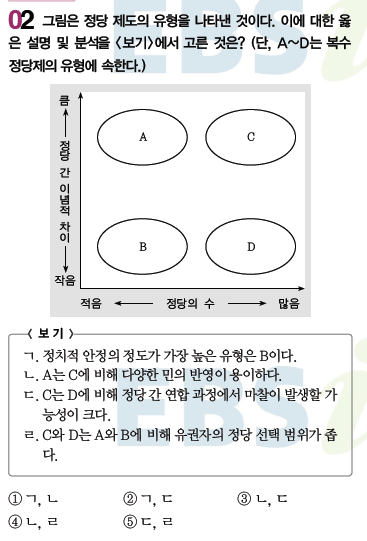 02 그림은 정당 제도의 유형을 나타낸 것이다. 이에 대한 옳
은 설명 및 분석을 <보기>에서 고른 것은? (단, A~D는 복수
정당제의 유형에 속한다.)
큼
정당 간 이념적 차이
작음
A
C
B
D
적음 정당의 수 많음
< 보 기 >
ㄱ. 정치적 안정의 정도가 가장 높은 유형은 B이다.
ㄴ. A는 C에 비해 다양한 민의 반영이 용이하다.
ㄷ. C는 D에 비해 정당 간 연합 과정에서 마찰이 발생할 가
능성이 크다.
ㄹ. C와 D는 A와 B에 비해 유권자의 정당 선택 범위가 좁
다.
① ㄱ, ㄴ ② ㄱ, ㄷ ③ ㄴ, ㄷ
④ ㄴ, ㄹ ⑤ ㄷ, ㄹ
EBSi
EBSi